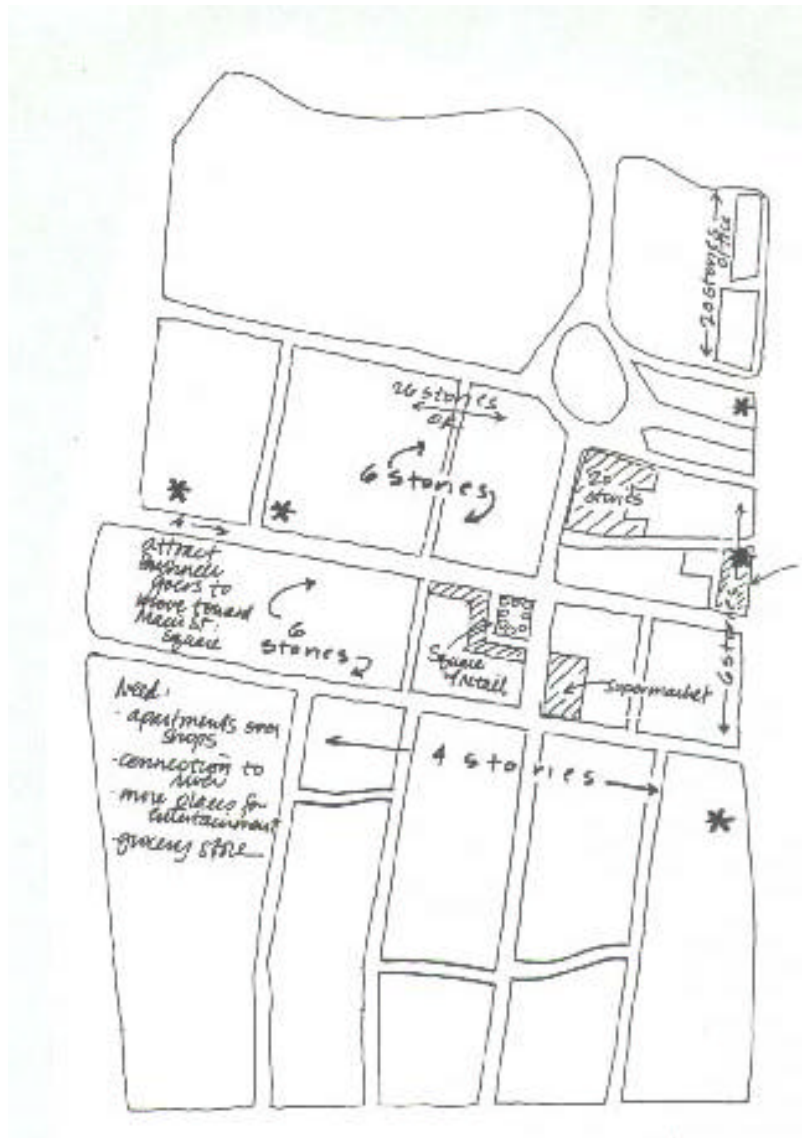 20 stories
office
20 stories
or
6 stories
20
stories
attract
goers to
move toward
Main St.
Square
6
stories
Square
of retail
supermarket
6 stories
Need:
- apartments over
shops
- connection to
river
- more places for
entertainment
- grocery store
4 stories